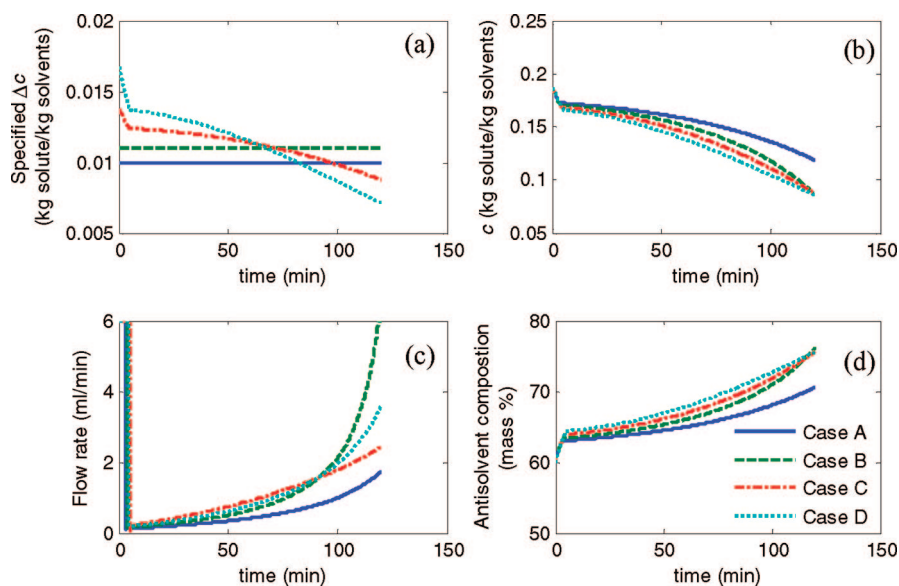 0.02
0.015
0.01
0.005
0 50 100 150
Specified Δc
(kg solute/kg solvents)
time (min)
(a)
0.25
0.2
0.15
0.1
0.05
0 50 100 150
c (kg solute/kg solvents)
time (min)
(b)
6
4
2
0
0 50 100 150
Flow rate (ml/min)
time (min)
(c)
80
70
60
50
0 50 100 150
Antisolvent compostion
(mass %)
time (min)
(d)
Case A
Case B
Case C
Case D